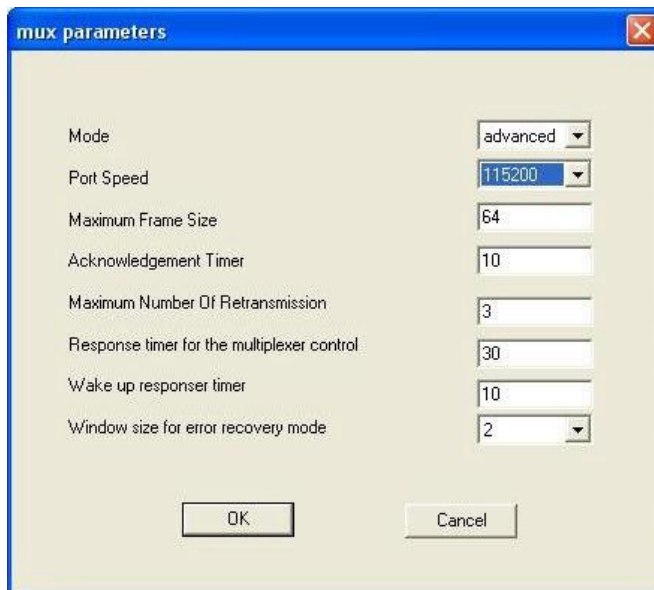 mux parameters
Mode advanced
Port Speed 115200
Maximum Frame Size 64
Acknowledgement Timer 10
Maximum Number Of Retransmission 3
Response timer for the multiplexer control 30
Wake up responser timer 10
Window size for error recovery mode 2
OK Cancel